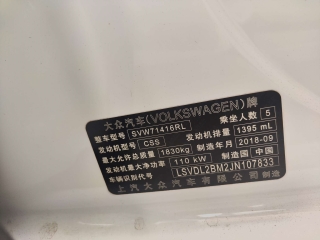 大众汽车(VOLKSWAGEN)牌
整车型号 SVW71416RL 乘坐人数 5
发动机型号 CSS 发动机排量 1395 mL
最大允许总质量 1830kg 制造年月 2018-09
发动机最大净功率 110 kW 制造国 中国
车辆识别代号 LSVDL2BM2JN107833
上汽大众汽车有限公司 制造